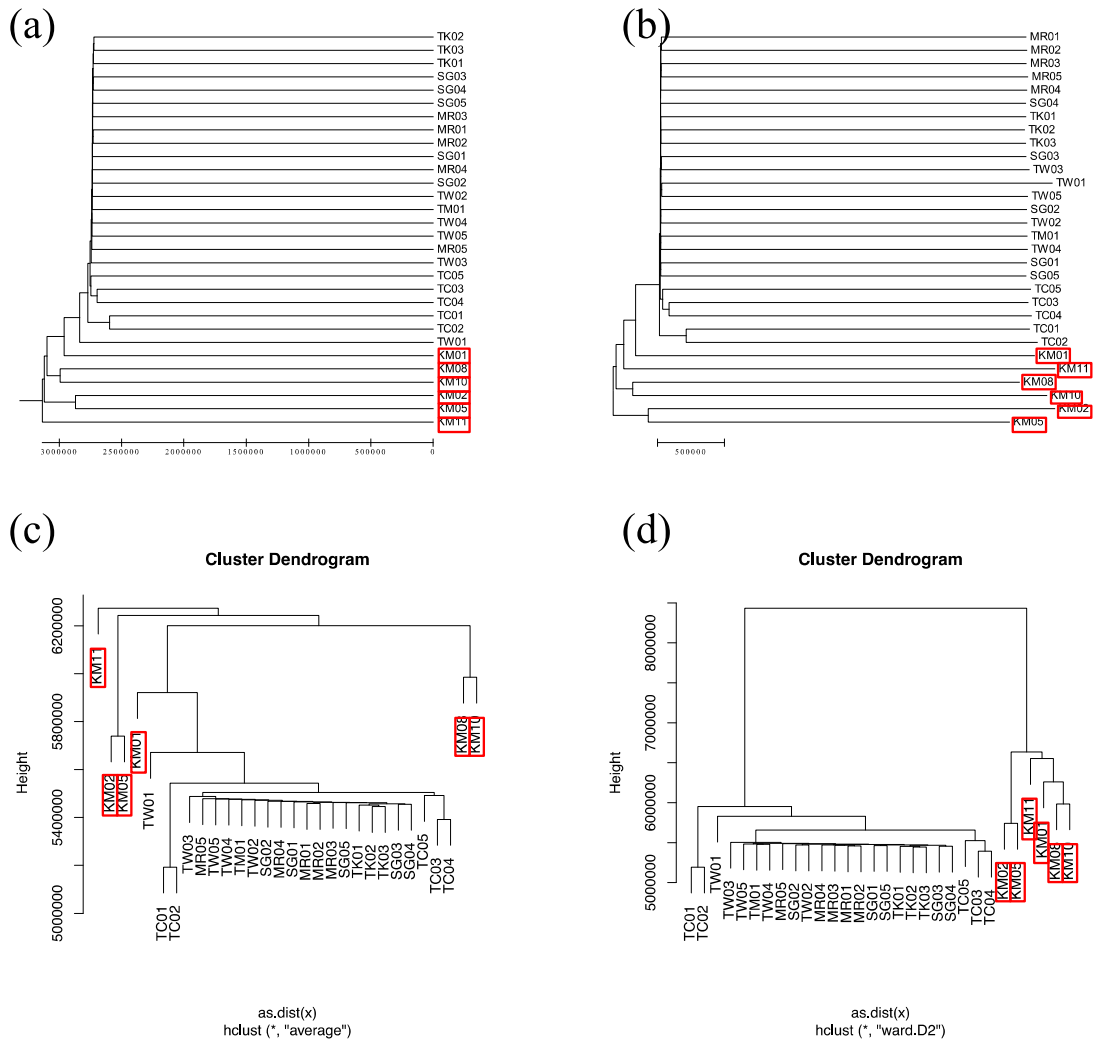 (a)
TK02
TK03
TK01
SG03
SG04
SG05
MR03
MR01
MR02
SG01
MR04
SG02
TW02
TM01
TW04
TW05
MR05
TW03
TC05
TC03
TC04
TC01
TC02
TW01
KM01
KM08
KM10
KM02
KM05
KM11
3000000 2500000 2000000 1500000 1000000 500000 0
(b)
MR01
MR02
MR03
MR05
MR04
SG04
TK01
TK02
TK03
SG03
TW03
TW01
TW05
SG02
TW02
TM01
TW04
SG01
SG05
TC05
TC03
TC04
TC01
TC02
KM01
KM11
KM08
KM10
KM02
KM05
500000
(c)
Cluster Dendrogram
Height
5000000 5400000 5800000 6200000
KM11
KM02
KM05
KM01
TW01
TC01
TC02
TW03
MR05
TW05
TW04
TM01
TW02
SG02
MR04
SG01
MR01
MR02
MR03
SG05
TK01
TK02
TK03
SG03
SG04
TC05
TC03
TC04
KM08
KM10
as.dist(x)
hclust (*, "average")
(d)
Cluster Dendrogram
Height
5000000 6000000 7000000 8000000
TC01
TC02
TW01
TW03
TW05
TM01
TW04
MR05
SG02
TW02
MR04
MR03
MR01
MR02
SG01
SG05
TK01
TK02
TK03
SG03
SG04
TC05
TC03
TC04
KM02
KM05
KM11
KM01
KM08
KM10
as.dist(x)
hclust (*, "ward.D2")